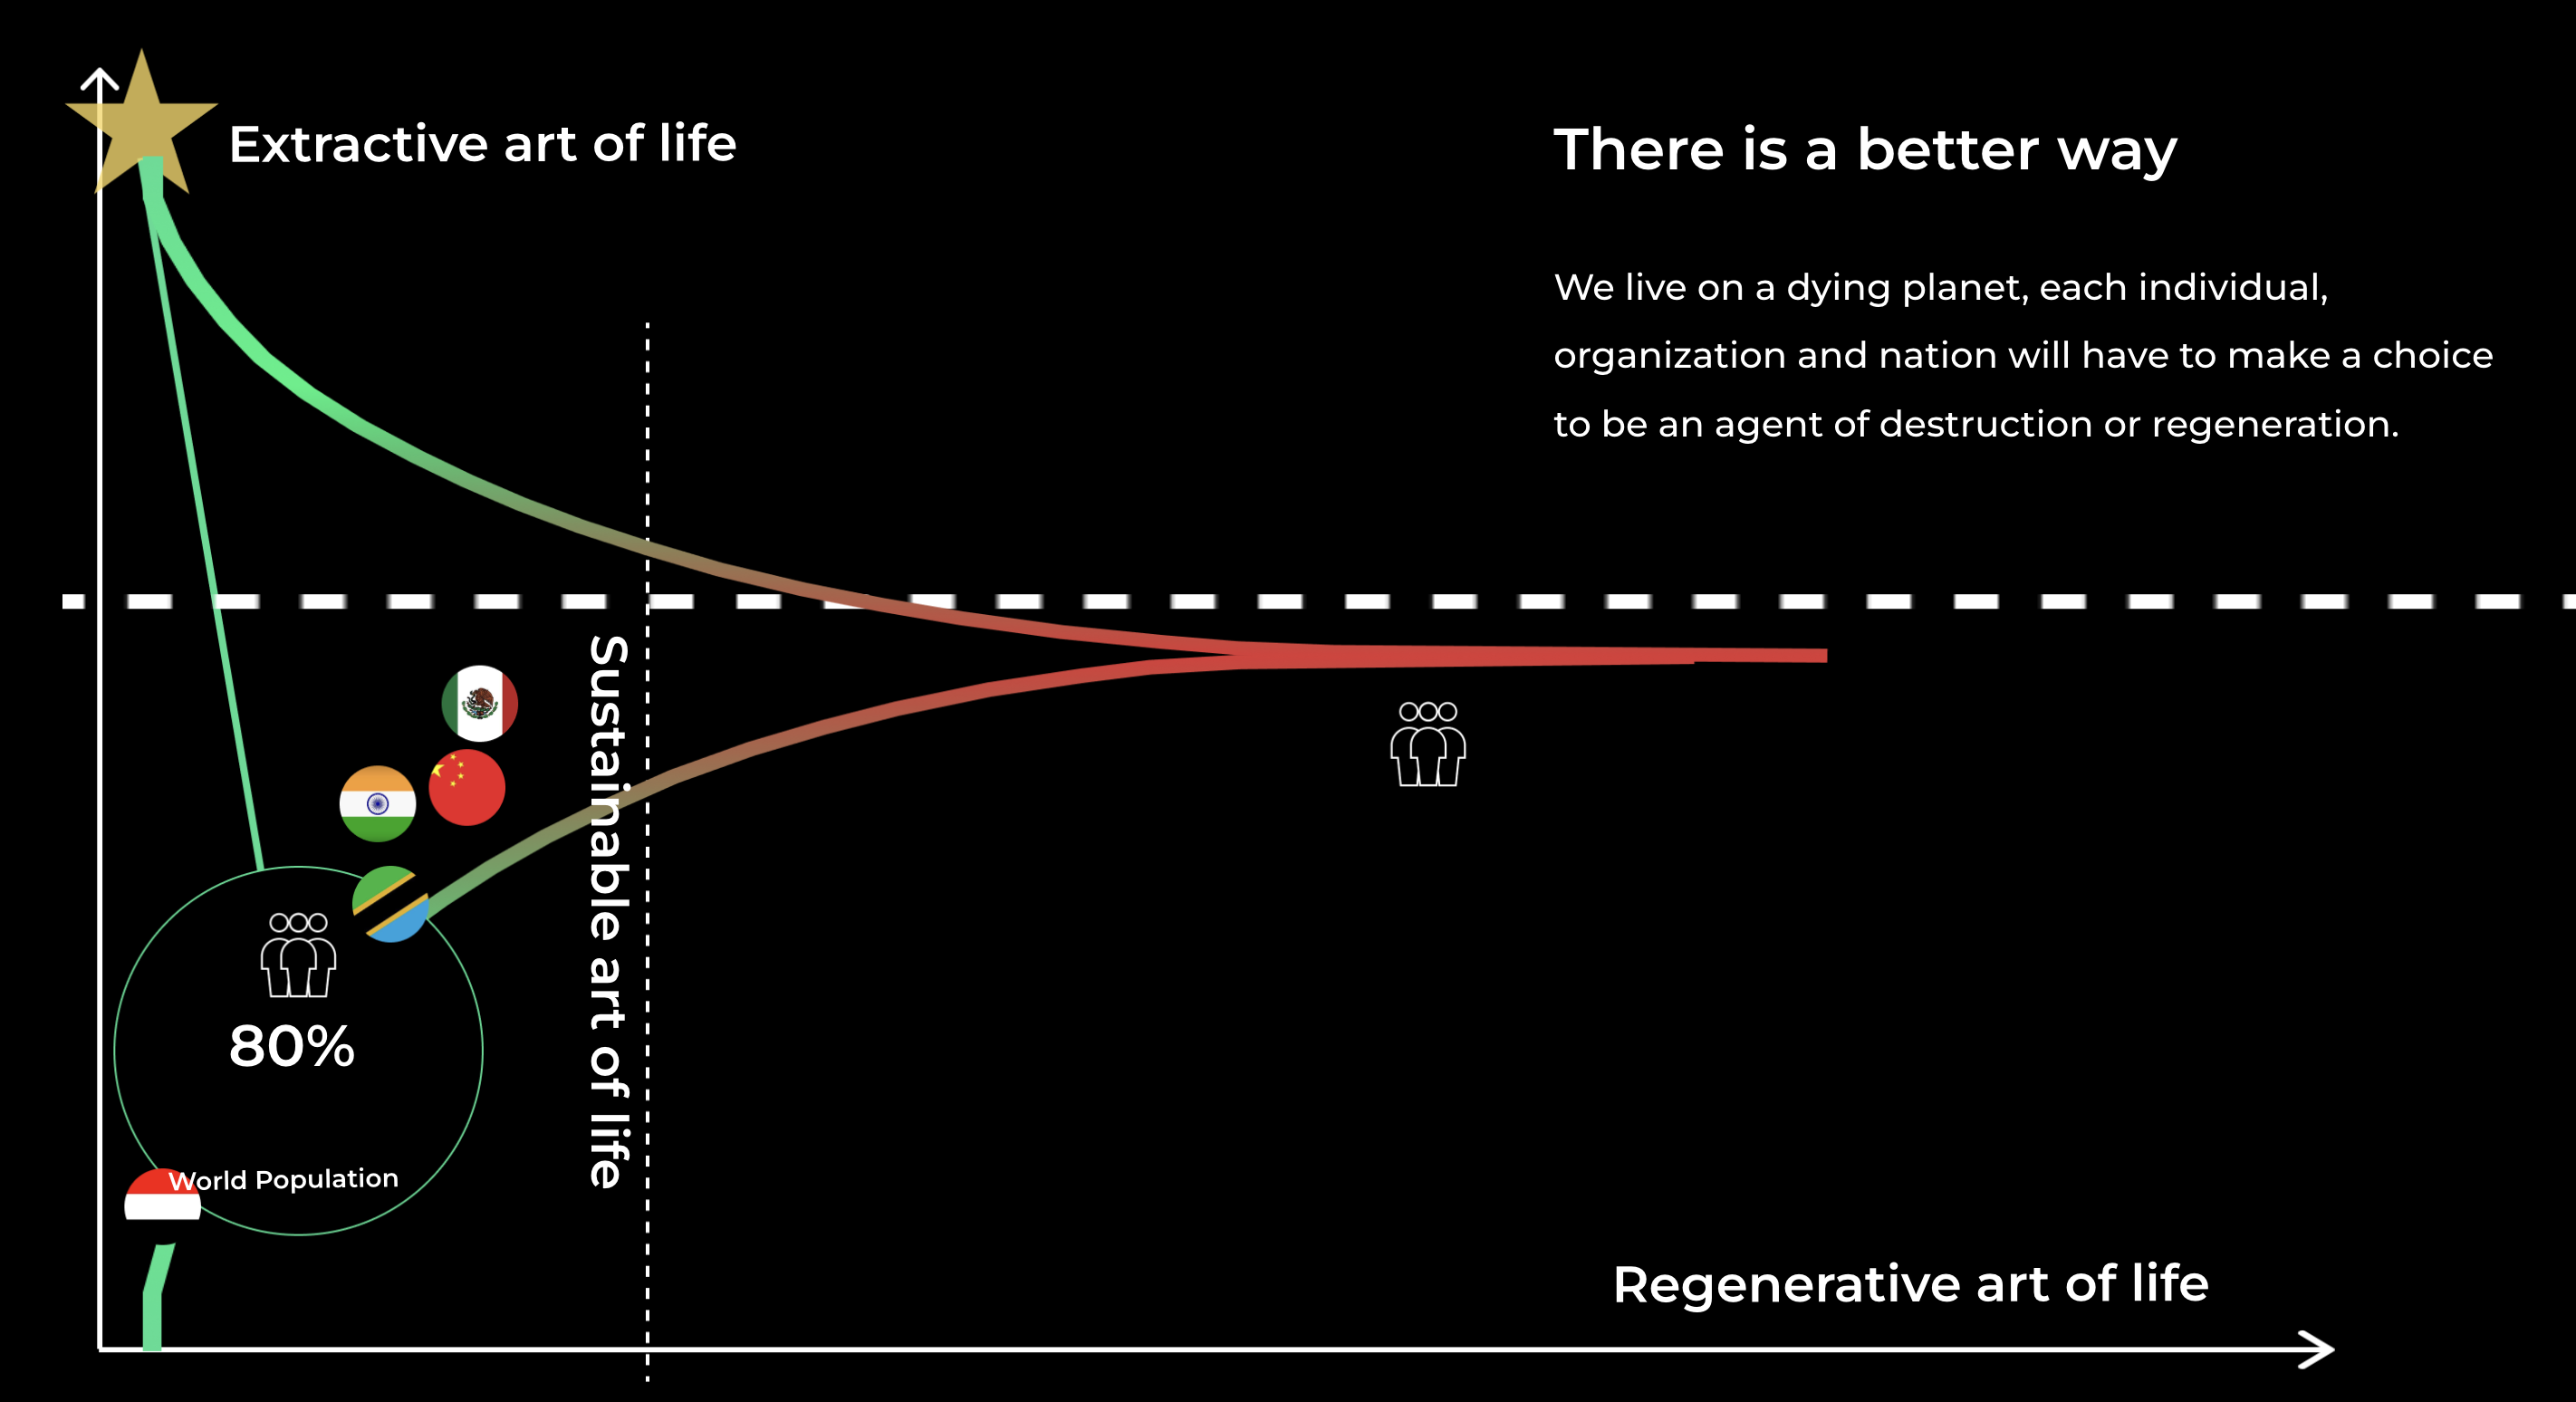 Extractive art of life
There is a better way
We live on a dying planet, each individual,
organization and nation will have to make a choice
to be an agent of destruction or regeneration.
Sustainable art of life
80%
World Population
Regenerative art of life